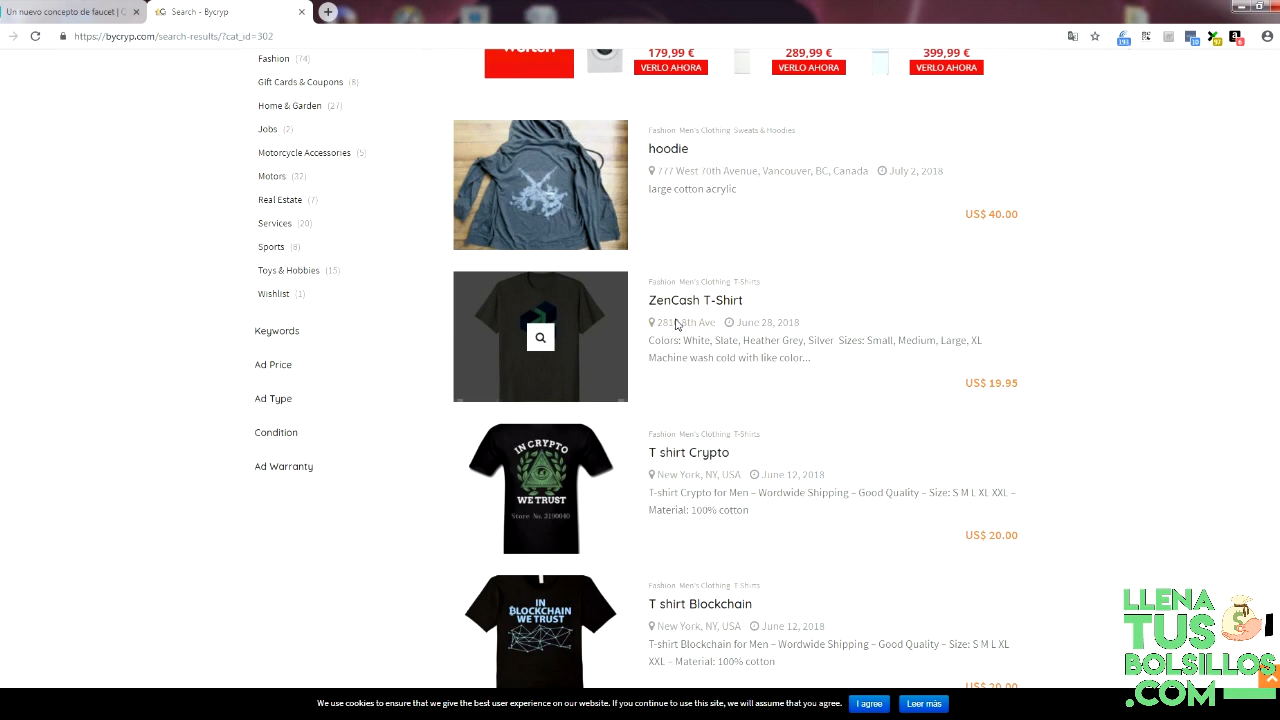 Un nuevo concepto de faucet |
Search - Bycryp
https://bycryp.com/search-results/?cat_id=302
179,99 €
289,99 €
399,99 €
VERLO AHORA
VERLO AHORA
VERLO AHORA
Fashion (74)
Gift Cards & Coupons (8)
Home & Garden (27)
Jobs (2)
Motorcycle Accessories (5)
Motors (32)
Real Estate (7)
Services (20)
Sports (8)
Toys & Hobbies (15)
Wishlist (1)
Keywords
Ad Price
Ad Type
Condition
Ad Warranty
Fashion Men's Clothing Sweats & Hoodies
hoodie
777 West 70th Avenue, Vancouver, BC, Canada July 2, 2018
large cotton acrylic
US$ 40.00
Fashion Men's Clothing T-Shirts
ZenCash T-Shirt
8th Ave June 28, 2018
Colors: White, Slate, Heather Grey, Silver Sizes: Small, Medium, Large, XL
Machine wash cold with like color...
US$ 19.95
IN CRYPTO
WE TRUST
Store No. 3190040
Fashion Men's Clothing T-Shirts
T shirt Crypto
New York, NY, USA June 12, 2018
T-shirt Crypto for Men – Wordwide Shipping – Good Quality – Size: S M L XL XXL –
Material: 100% cotton
US$ 20.00
IN
BLOCKCHAIN
WE TRUST
Fashion Men's Clothing T-Shirts
T shirt Blockchain
New York, NY, USA June 12, 2018
T-shirt Blockchain for Men – Wordwide Shipping – Good Quality – Size: S M L XL
XXL – Material: 100% cotton
US$ 20.00
LLENA
TUS
BOLSILLOS
.COM
We use cookies to ensure that we give the best user experience on our website. If you continue to use this site, we will assume that you agree.
I agree
Leer más